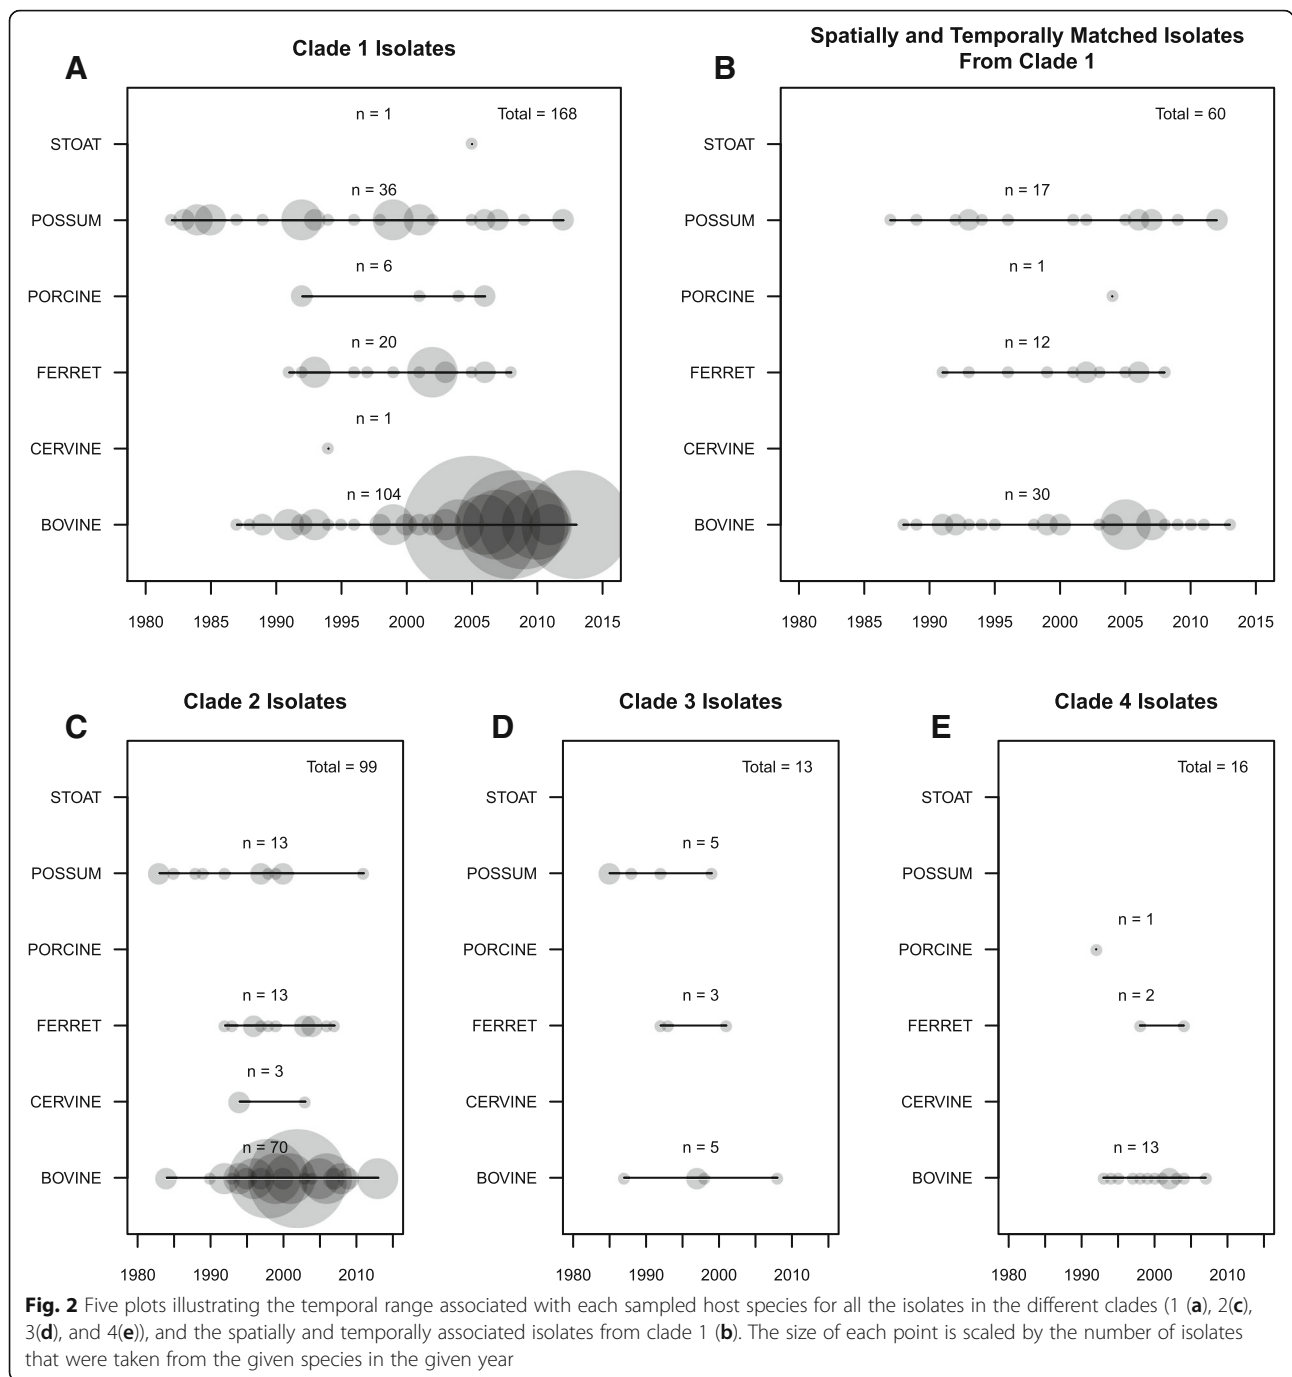 Clade 1 Isolates
A
n = 1
Total = 168
STOAT
n = 36
POSSUM
n = 6
PORCINE
n = 20
FERRET
n = 1
CERVINE
n = 104
BOVINE
1980 1985 1990 1995 2000 2005 2010 2015
Spatially and Temporally Matched Isolates
From Clade 1
B
Total = 60
STOAT
n = 17
POSSUM
n = 1
PORCINE
n = 12
FERRET
CERVINE
n = 30
BOVINE
1980 1985 1990 1995 2000 2005 2010 2015
Clade 2 Isolates
C
Total = 99
STOAT
n = 13
POSSUM
PORCINE
n = 13
FERRET
n = 3
CERVINE
n = 70
BOVINE
1980 1990 2000 2010
Clade 3 Isolates
D
Total = 13
STOAT
n = 5
POSSUM
PORCINE
n = 3
FERRET
CERVINE
n = 5
BOVINE
1980 1990 2000 2010
Clade 4 Isolates
E
Total = 16
STOAT
POSSUM
n = 1
PORCINE
n = 2
FERRET
CERVINE
n = 13
BOVINE
1980 1990 2000 2010
Fig. 2 Five plots illustrating the temporal range associated with each sampled host species for all the isolates in the different clades (1 (a), 2(c),
3(d), and 4(e)), and the spatially and temporally associated isolates from clade 1 (b). The size of each point is scaled by the number of isolates
that were taken from the given species in the given year